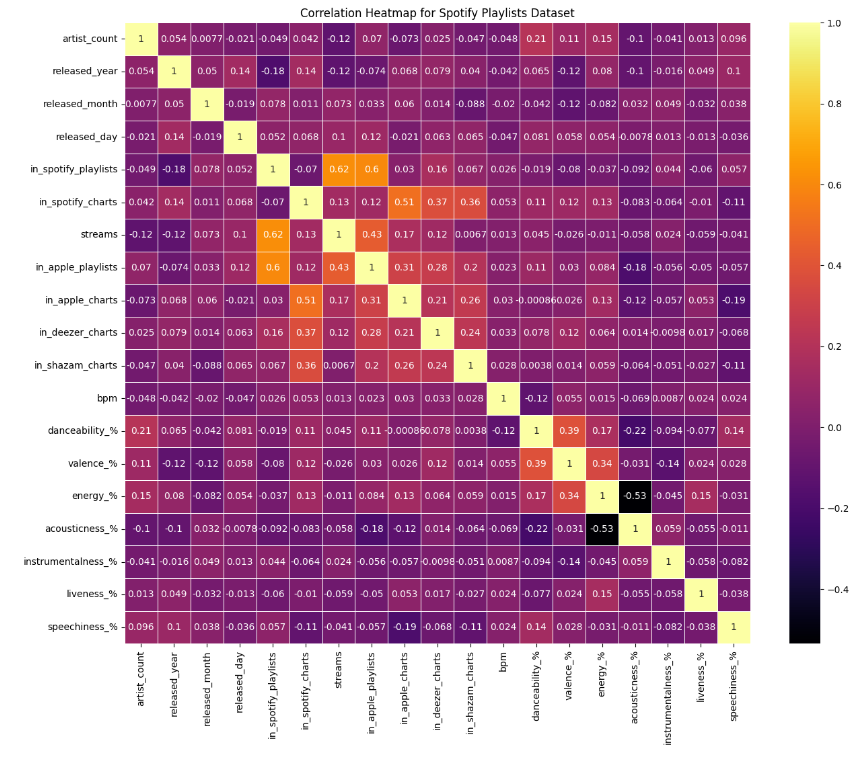 Correlation Heatmap for Spotify Playlists Dataset
artist_count 1 0.054 0.0077 -0.021 -0.049 0.042 -0.12 0.07 -0.073 0.025 -0.047 -0.048 0.21 0.11 0.15 -0.1 -0.041 0.013 0.096
released_year 0.054 1 0.05 0.14 -0.18 0.14 -0.12 -0.074 0.068 0.079 0.04 -0.042 0.065 -0.12 0.08 -0.1 -0.016 0.049 0.1
released_month 0.0077 0.05 1 -0.019 0.078 0.011 0.073 0.033 0.06 0.014 -0.088 -0.02 -0.042 -0.12 -0.082 0.032 0.049 -0.032 0.038
released_day -0.021 0.14 -0.019 1 0.052 0.068 0.1 0.12 -0.021 0.063 0.065 -0.047 0.081 0.058 0.054 -0.0078 0.013 -0.013 -0.036
in_spotify_playlists -0.049 -0.18 0.078 0.052 1 -0.07 0.62 0.6 0.03 0.16 0.067 0.026 -0.019 -0.08 -0.037 -0.092 0.044 -0.06 0.057
in_spotify_charts 0.042 0.14 0.011 0.068 -0.07 1 0.13 0.12 0.51 0.37 0.36 0.053 0.11 0.12 0.13 -0.083 -0.064 -0.01 -0.11
streams -0.12 -0.12 0.073 0.1 0.62 0.13 1 0.43 0.17 0.12 0.0067 0.013 0.045 -0.026 -0.011 -0.058 0.024 -0.059 -0.041
in_apple_playlists 0.07 -0.074 0.033 0.12 0.6 0.12 0.43 1 0.31 0.28 0.2 0.023 0.11 0.03 0.084 -0.18 -0.056 -0.05 -0.057
in_apple_charts -0.073 0.068 0.06 -0.021 0.03 0.51 0.17 0.31 1 0.21 0.26 0.03 -0.00086 0.026 0.13 -0.12 -0.057 0.053 -0.19
in_deezer_charts 0.025 0.079 0.014 0.063 0.16 0.37 0.12 0.28 0.21 1 0.24 0.033 0.078 0.12 0.064 0.014 -0.0098 0.017 -0.068
in_shazam_charts -0.047 0.04 -0.088 0.065 0.067 0.36 0.0067 0.2 0.26 0.24 1 0.028 0.0038 0.014 0.059 -0.064 -0.051 -0.027 -0.11
bpm -0.048 -0.042 -0.02 -0.047 0.026 0.053 0.013 0.023 0.03 0.033 0.028 1 -0.12 0.055 0.015 -0.069 0.0087 0.024 0.024
danceability_% 0.21 0.065 -0.042 0.081 -0.019 0.11 0.045 0.11 -0.00086 0.078 0.0038 -0.12 1 0.39 0.17 -0.22 -0.094 -0.077 0.14
valence_% 0.11 -0.12 -0.12 0.058 -0.08 0.12 -0.026 0.03 0.026 0.12 0.014 0.055 0.39 1 0.34 -0.031 -0.14 0.024 0.028
energy_% 0.15 0.08 -0.082 0.054 -0.037 0.13 -0.011 0.084 0.13 0.064 0.059 0.015 0.17 0.34 1 -0.53 -0.045 0.15 -0.031
acousticness_% -0.1 -0.1 0.032 -0.0078 -0.092 -0.083 -0.058 -0.18 -0.12 0.014 -0.064 -0.069 -0.22 -0.031 -0.53 1 0.059 -0.055 -0.011
instrumentalness_% -0.041 -0.016 0.049 0.013 0.044 -0.064 0.024 -0.056 -0.057 -0.0098 -0.051 0.0087 -0.094 -0.14 -0.045 0.059 1 -0.058 -0.082
liveness_% 0.013 0.049 -0.032 -0.013 -0.06 -0.01 -0.059 -0.05 0.053 0.017 -0.027 0.024 -0.077 0.024 0.15 -0.055 -0.058 1 -0.038
speechiness_% 0.096 0.1 0.038 -0.036 0.057 -0.11 -0.041 -0.057 -0.19 -0.068 -0.11 0.024 0.14 0.028 -0.031 -0.011 -0.082 -0.038 1
artist_count
released_year
released_month
released_day
in_spotify_playlists
in_spotify_charts
streams
in_apple_playlists
in_apple_charts
in_deezer_charts
in_shazam_charts
bpm
danceability_%
valence_%
energy_%
acousticness_%
instrumentalness_%
liveness_%
speechiness_%
1.0
0.8
0.6
0.4
0.2
0.0
-0.2
-0.4